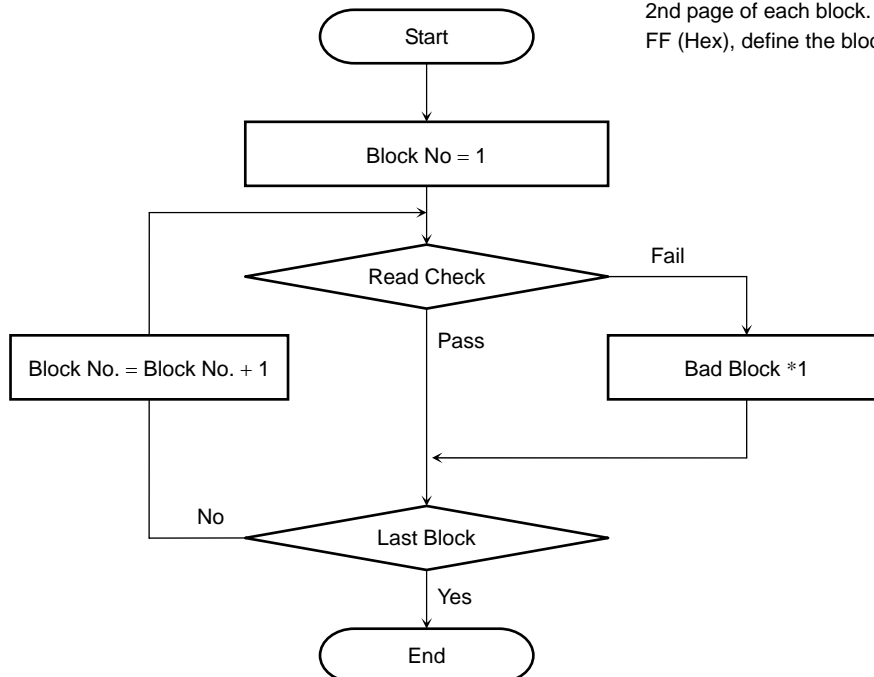 2nd page of each block.
FF (Hex), define the bloc
Start
Block No = 1
Read Check
Fail
Pass
Block No. = Block No. + 1
Bad Block *1
No
Last Block
Yes
End